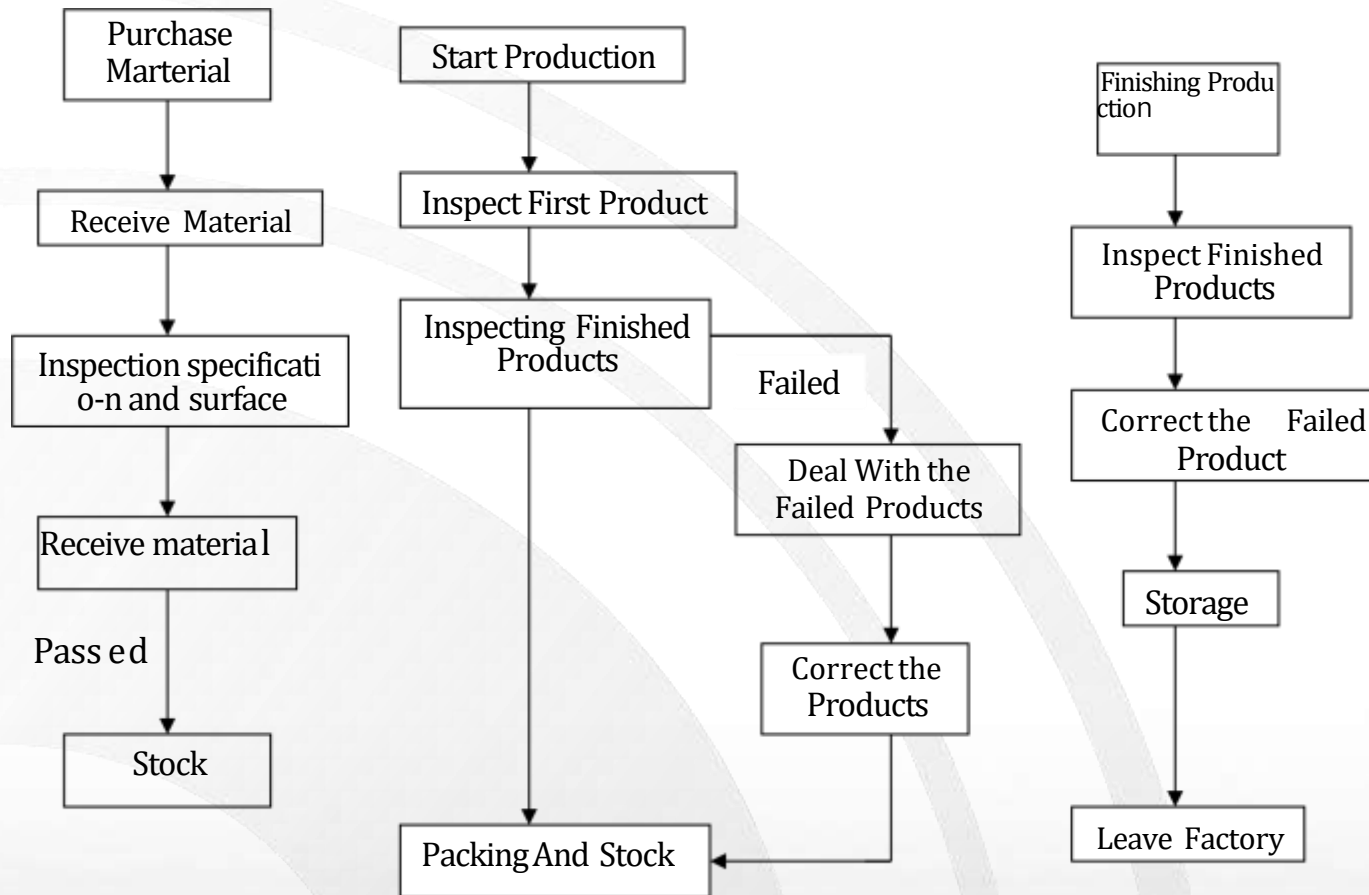 Purchase
Marterial
Receive Material
Inspection specificati
o-n and surface
Receive material
Passed
Stock
Start Production
Inspect First Product
Inspecting Finished
Products
Failed
Deal With the
Failed Products
Correct the
Products
Packing And Stock
Finishing Produ
ction
Inspect Finished
Products
Correct the Failed
Product
Storage
Leave Factory